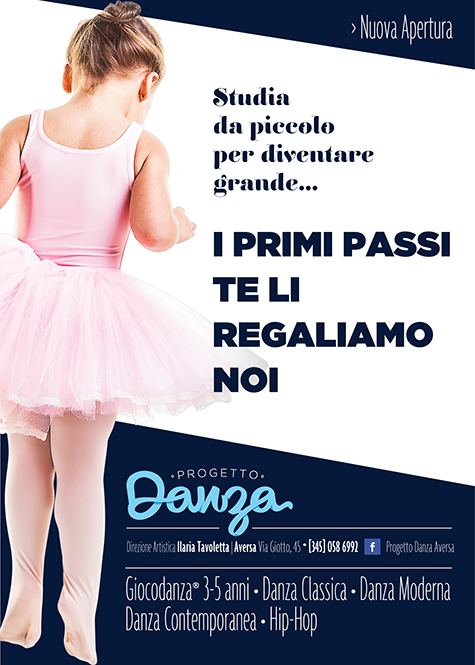 › Nuova Apertura
Studia
da piccolo
per diventare
grande...
I PRIMI PASSI
TE LI
REGALIAMO
NOI
• PROGETTO •
Danza
Direzione Artistica Ilaria Tavoletta | Aversa Via Giotto, 45 • [345] 058 6992 f Progetto Danza Aversa
Giocodanza® 3-5 anni • Danza Classica • Danza Moderna
Danza Contemporanea • Hip-Hop